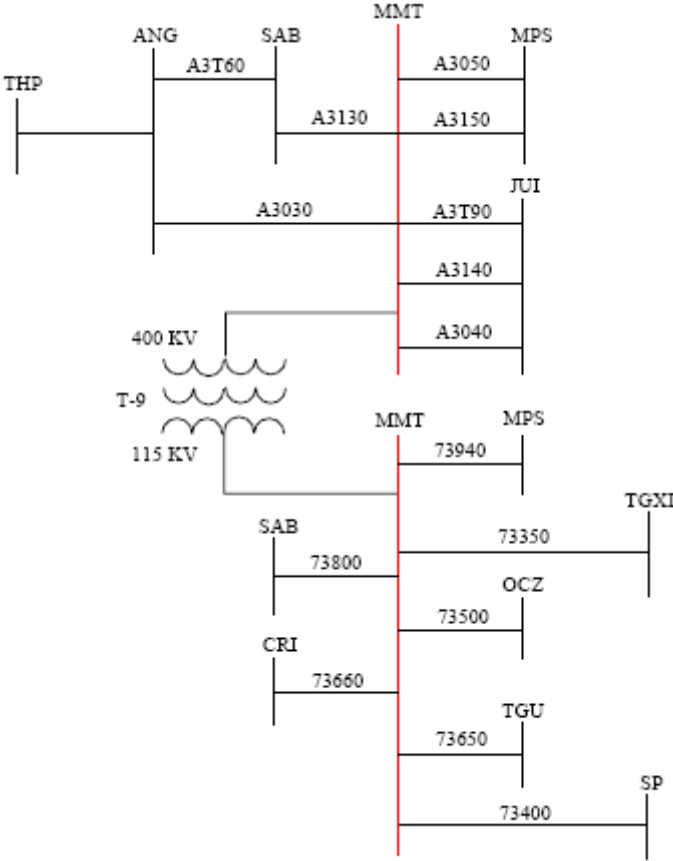 MMT
ANG
SAB
MPS
A3T60
A3050
THP
A3130
A3150
JUI
A3030
A3T90
A3140
A3040
400 KV
T-9
115 KV
MMT
MPS
73940
TGXI
SAB
73350
73800
OCZ
73500
CRI
73660
TGU
73650
SP
73400